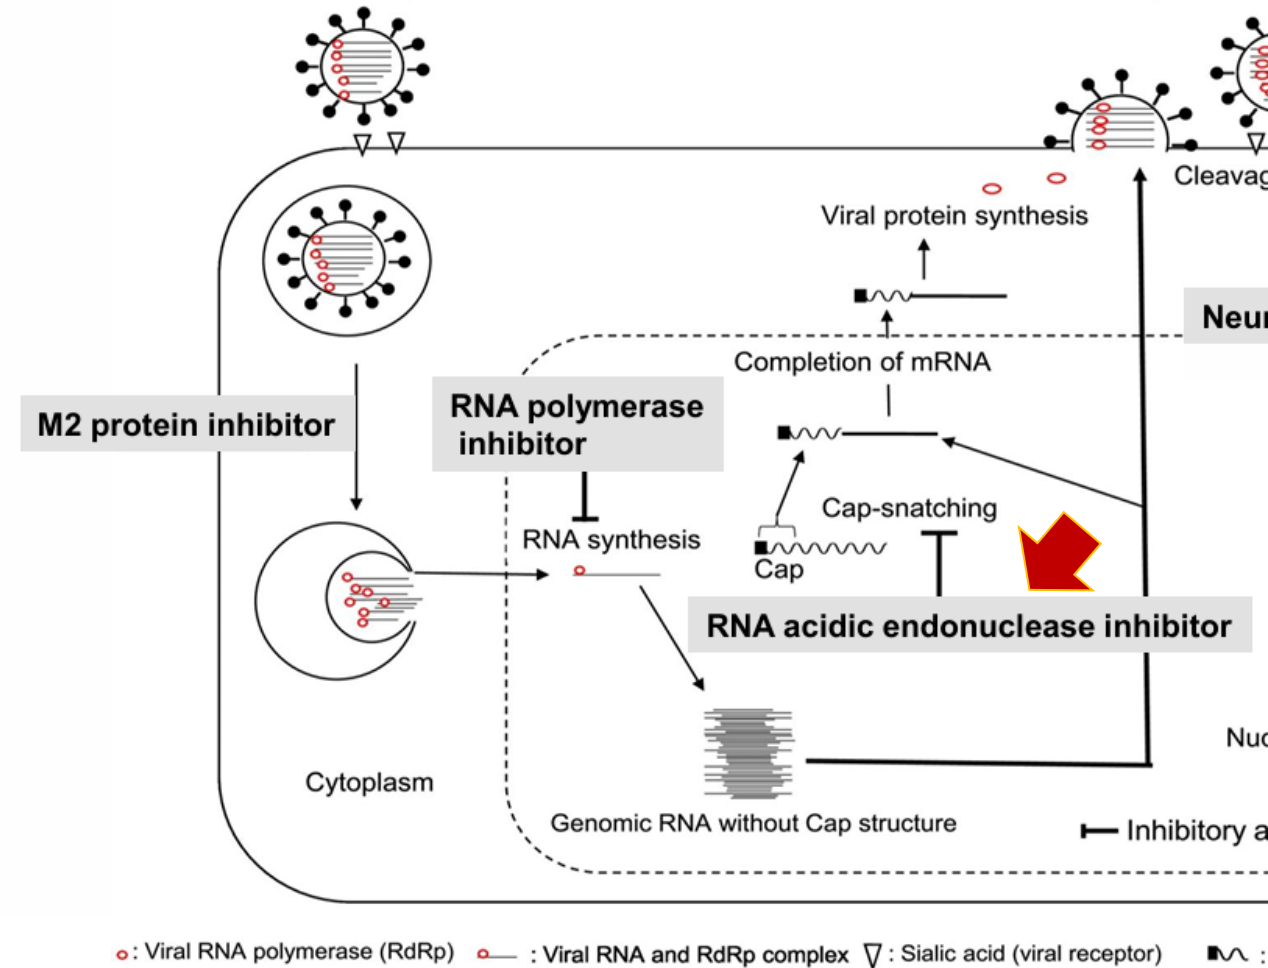 Cleavag
Viral protein synthesis
Neur
Completion of mRNA
RNA polymerase
inhibitor
M2 protein inhibitor
Cap-snatching
RNA synthesis
Cap
RNA acidic endonuclease inhibitor
Nuc
Cytoplasm
Genomic RNA without Cap structure
Inhibitory a
: Viral RNA polymerase (RdRp) : Viral RNA and RdRp complex : Sialic acid (viral receptor) :